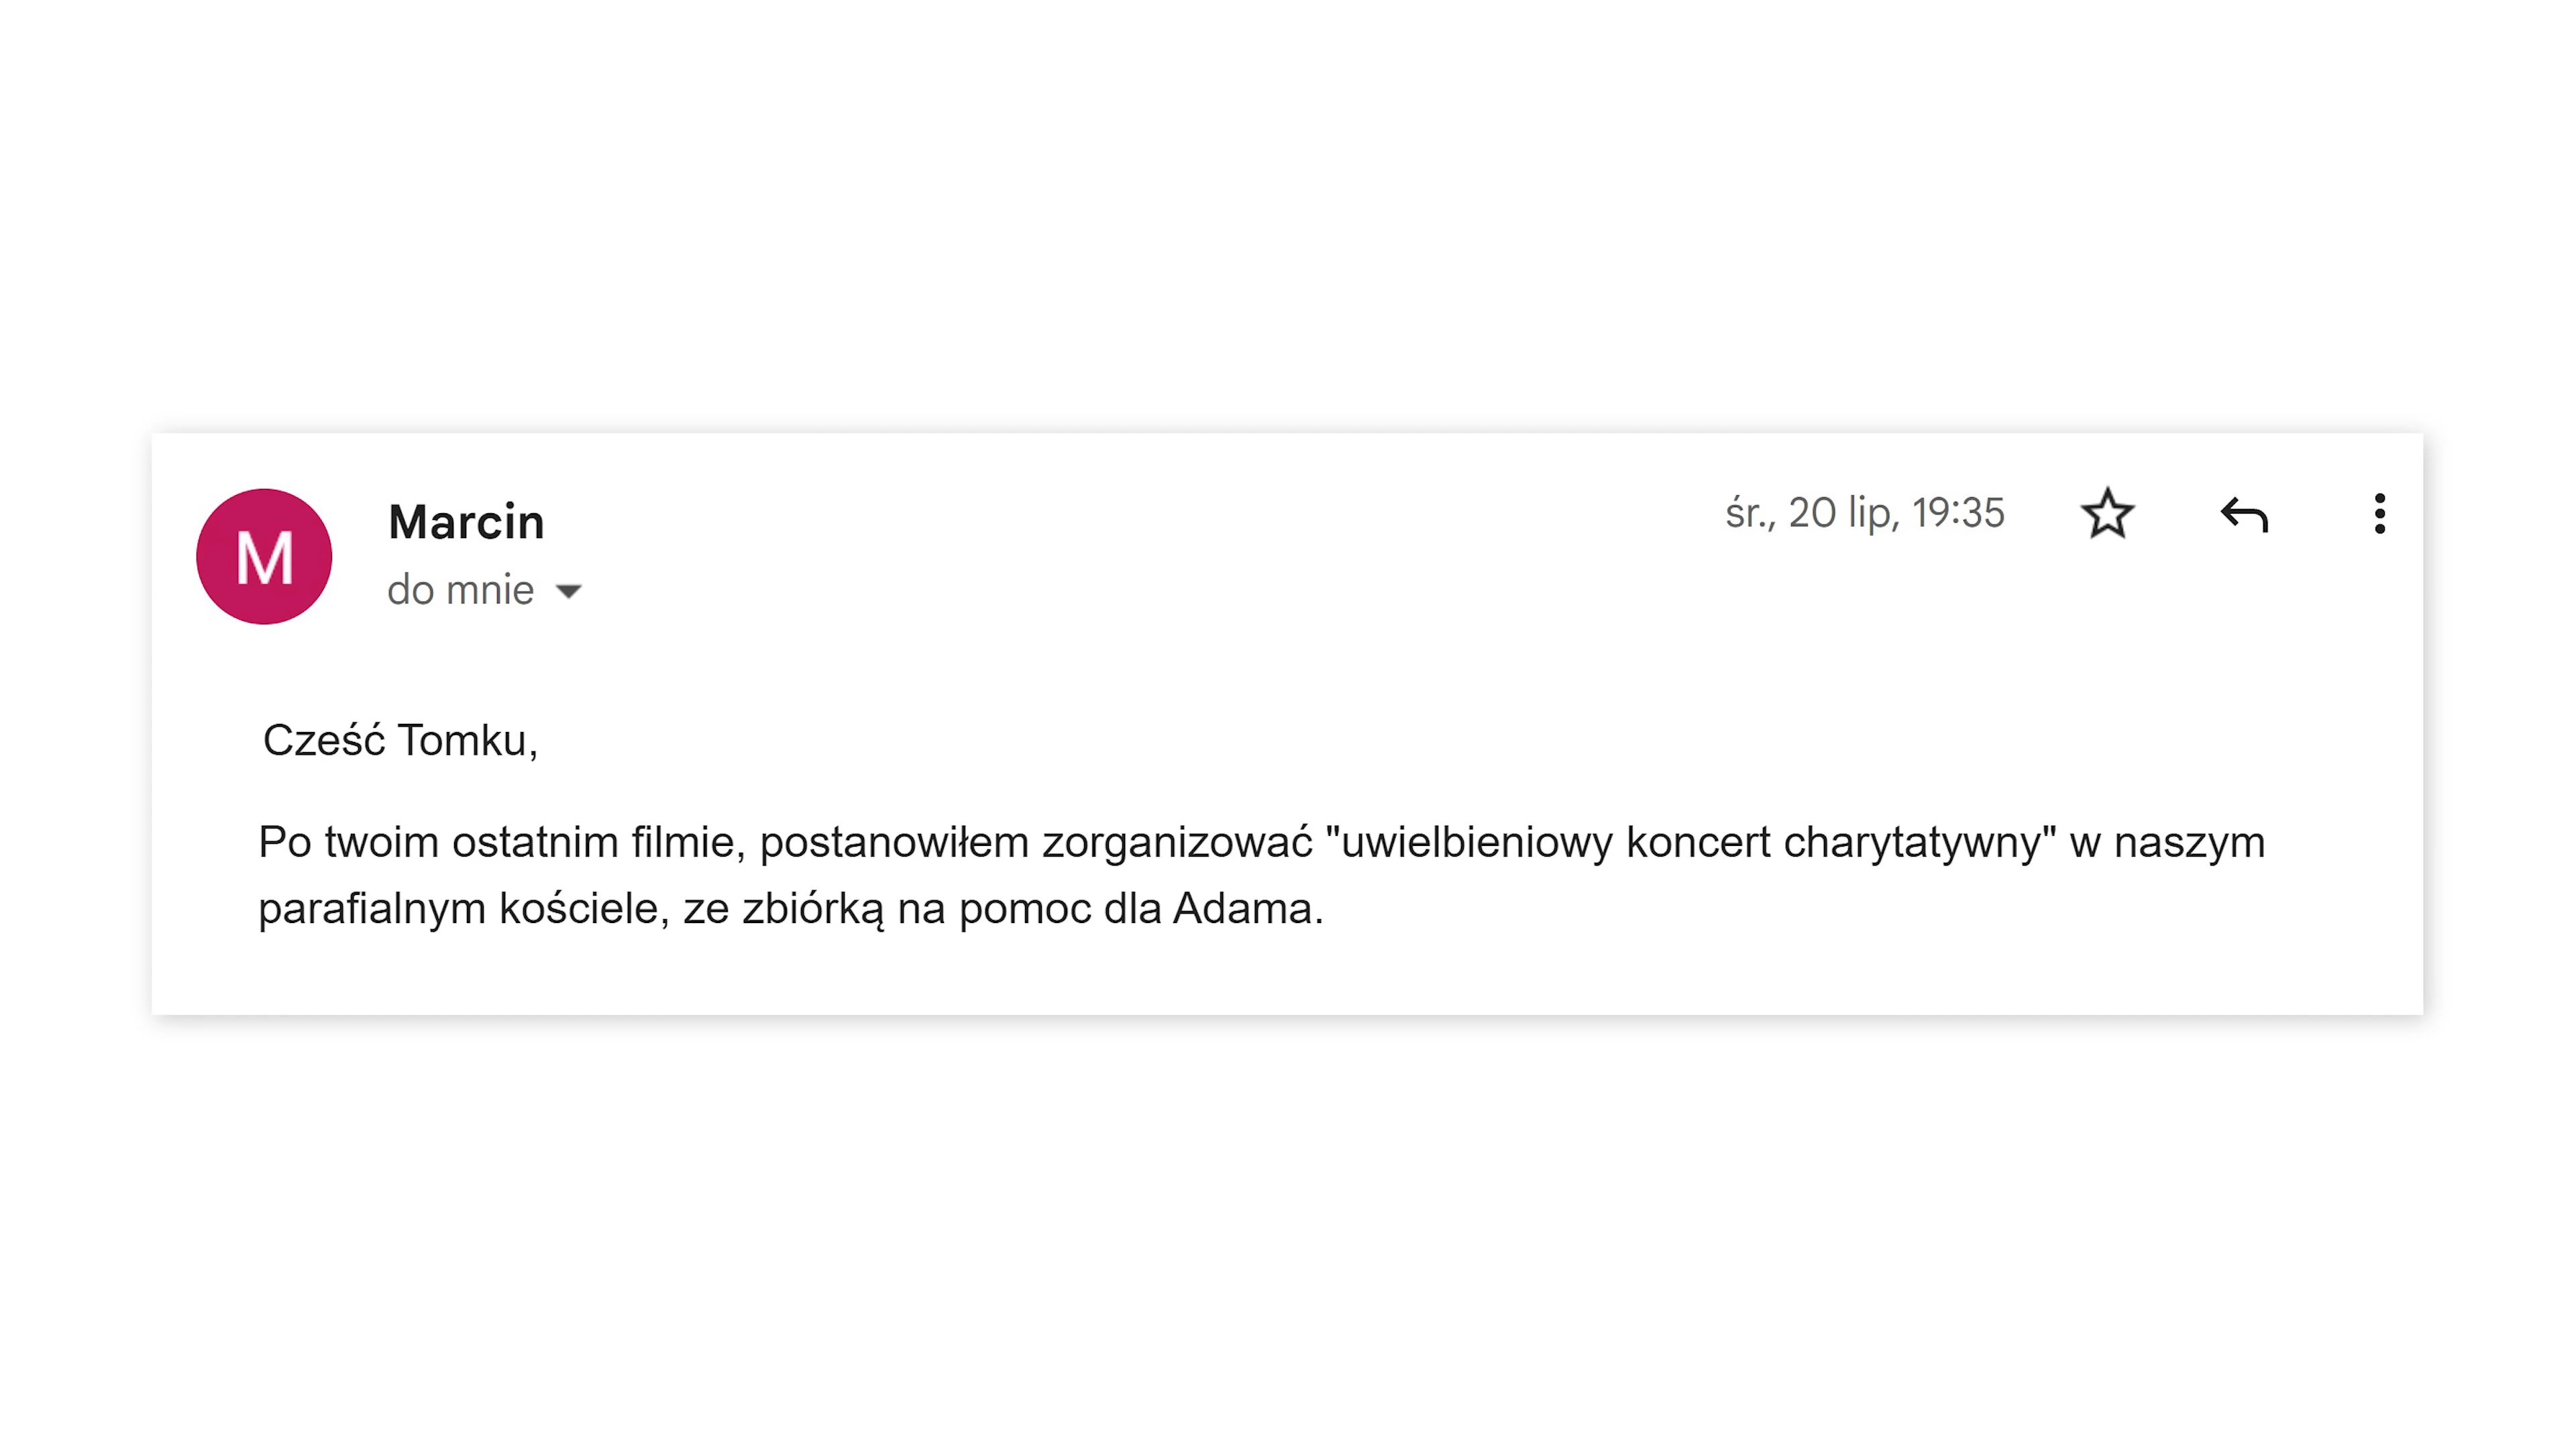 M
Marcin
śr., 20 lip, 19:35
do mnie
Cześć Tomku,
Po twoim ostatnim filmie, postanowiłem zorganizować "uwielbieniowy koncert charytatywny" w naszym
parafialnym kościele, ze zbiórką na pomoc dla Adama.